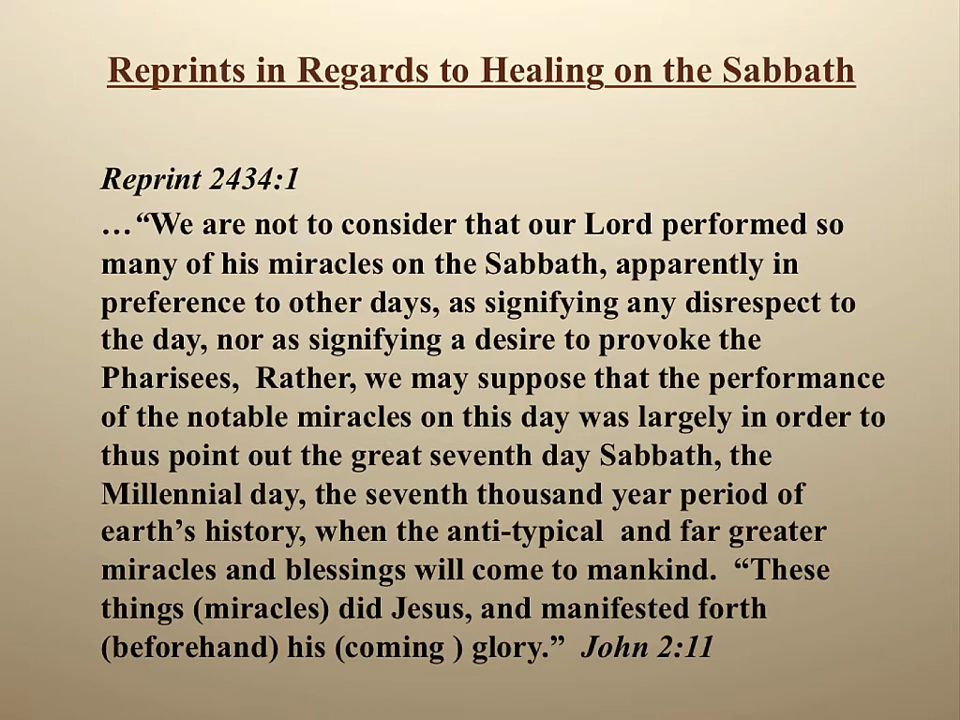 Reprints in Regards to Healing on the Sabbath
Reprint 2434:1
…“We are not to consider that our Lord performed so
many of his miracles on the Sabbath, apparently in
preference to other days, as signifying any disrespect to
the day, nor as signifying a desire to provoke the
Pharisees,  Rather, we may suppose that the performance
of the notable miracles on this day was largely in order to
thus point out the great seventh day Sabbath, the
Millennial day, the seventh thousand year period of
earth’s history, when the anti-typical  and far greater
miracles and blessings will come to mankind.  “These
things (miracles) did Jesus, and manifested forth
(beforehand) his (coming ) glory.”  John 2:11